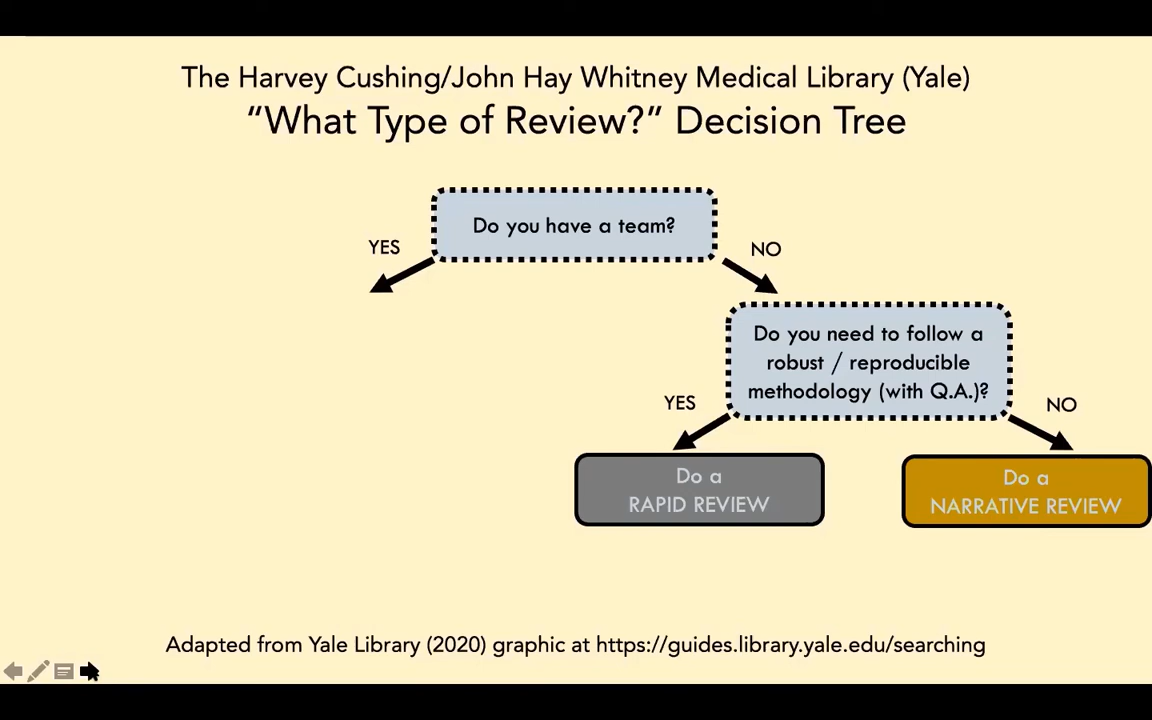 The Harvey Cushing/John Hay Whitney Medical Library (Yale)
“What Type of Review?” Decision Tree
Do you have a team?
YES
NO
Do you need to follow a
robust / reproducible
methodology (with Q.A.)?
YES
NO
Do a
RAPID REVIEW
Do a
NARRATIVE REVIEW
Adapted from Yale Library (2020) graphic at https://guides.library.yale.edu/searching